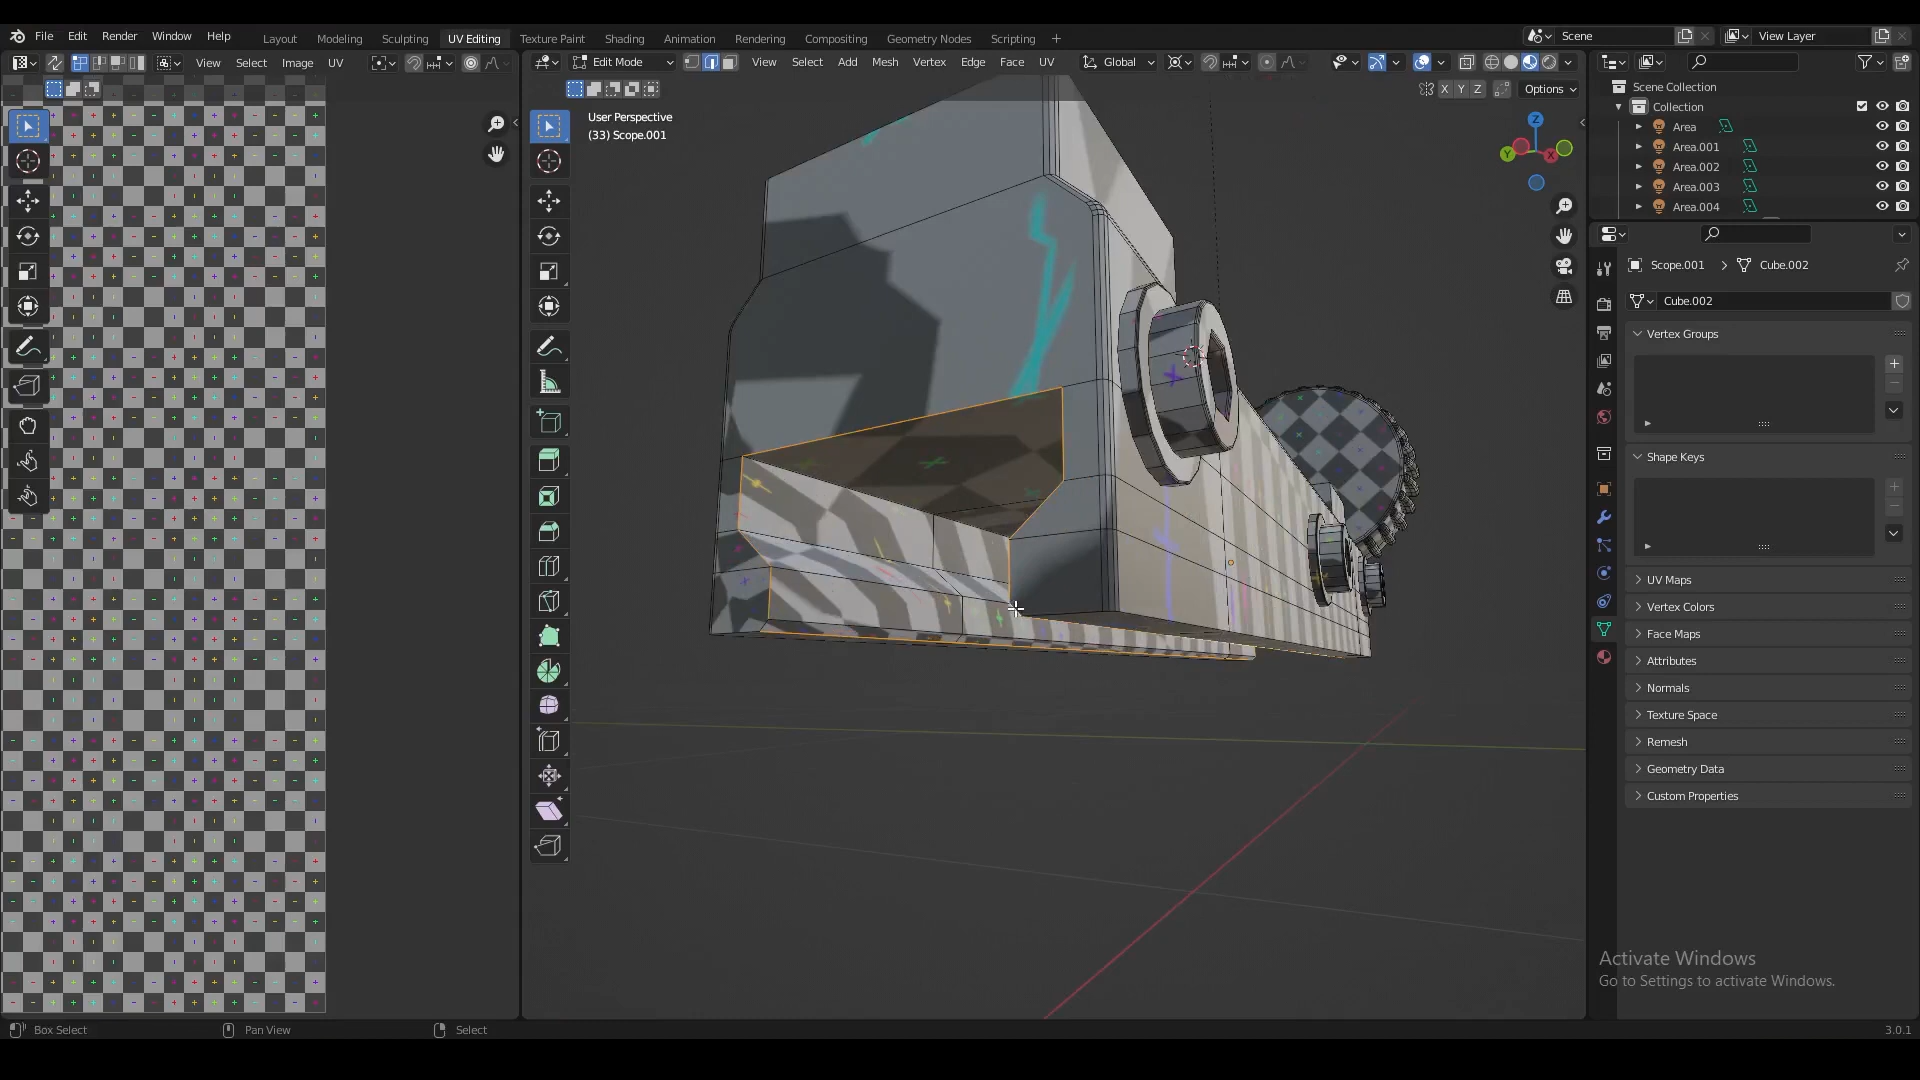 File Edit Render Window Help Layout Modeling Sculpting UV Editing Texture Paint Shading Animation Rendering Compositing Geometry Nodes Scripting + Scene View Layer
View Select Image UV Edit Mode View Select Add Mesh Vertex Edge Face UV Global
X Y Z Options
User Perspective
(33) Scope.001
Z
Y
X
Scene Collection
Collection
Area
Area.001
Area.002
Area.003
Area.004
Scope.001 > Cube.002
Cube.002
Vertex Groups
Shape Keys
UV Maps
Vertex Colors
Face Maps
Attributes
Normals
Texture Space
Remesh
Geometry Data
Custom Properties
Activate Windows
Go to Settings to activate Windows.
Box Select Pan View Select 3.0.1